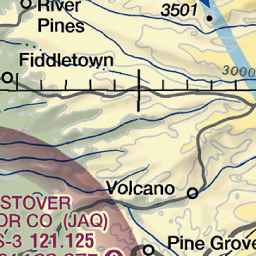 River
Pines
3501
Fiddletown
3000
Volcano
STOVER
OR CO (JAQ)
S-3 121.125
Pine Grove